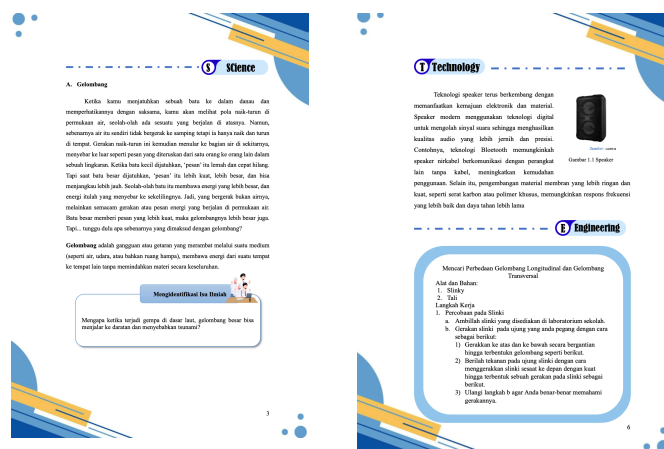 S Science
A. Gelombang
Ketika kamu menjatuhkan sebuah batu ke dalam danau dan
memperhatikannya dengan saksama, kamu akan melihat pola naik-turun di
permukaan air, seolah-olah ada sesuatu yang berjalan di atasnya. Namun,
sebenarnya air itu sendiri tidak bergerak ke samping tetapi ia hanya naik dan turun
di tempat. Gerakan naik-turun ini kemudian menular ke bagian air di sekitarnya,
menyebar ke luar seperti pesan yang diteruskan dari satu orang ke orang lain dalam
sebuah lingkaran. Ketika batu kecil dijatuhkan, 'pesan' itu lemah dan cepat hilang.
Tapi saat batu besar dijatuhkan, 'pesan' itu lebih kuat, lebih besar, dan bisa
menjangkau lebih jauh. Seolah-olah batu itu membawa energi yang lebih besar, dan
energi itulah yang menyebar ke sekelilingnya. Jadi, yang bergerak bukan airnya,
melainkan semacam gerakan atau pesan energi yang berjalan di permukaan air.
Batu besar memberi pesan yang lebih kuat, maka gelombangnya lebih besar juga.
Tapi... tunggu dulu apa sebenarnya yang dimaksud dengan gelombang?
Gelombang adalah gangguan atau getaran yang merambat melalui suatu medium
(seperti air, udara, atau bahkan ruang hampa), membawa energi dari suatu tempat
ke tempat lain tanpa memindahkan materi secara keseluruhan.
Mengidentifikasi Isu Ilmiah
Mengapa ketika terjadi gempa di dasar laut, gelombang besar bisa
menjalar ke daratan dan menyebabkan tsunami?
3
T Technology
Teknologi speaker terus berkembang dengan
memanfaatkan kemajuan elektronik dan material.
Speaker modern menggunakan teknologi digital
untuk mengolah sinyal suara sehingga menghasilkan
kualitas audio yang lebih jernih dan presisi.
Contohnya, teknologi Bloetooth memungkinkah
speaker nirkabel berkomunikasi dengan perangkat
lain tanpa kabel, meningkatkan kemudahan
penggunaan. Selain itu, pengembangan material membran yang lebih ringan dan
kuat, seperti serat karbon atau polimer khusus, memungkinkan respons frekuensi
yang lebih baik dan daya tahan lebih lama
Gambar 1.1 Speaker
E Engineering
Mencari Perbedaan Gelombang Longitudinal dan Gelombang
Transversal
Alat dan Bahan:
1. Slinky
2. Tali
Langkah Kerja
1. Percobaan pada Slinki
a. Ambillah slinki yang disediakan di laboratorium sekolah.
b. Gerakan slinki pada ujung yang anda pegang dengan cara
sebagai berikut:
1) Gerakkan ke atas dan ke bawah secara bergantian
hingga terbentuka gelombang seperti berikut.
2) Berilah tekanan pada ujung slinki dengan cara
menggerakkan slinki sesaat ke depan dengan kuat
hingga terbentuk sebuah gerakan pada slinki sebagai
berikut.
3) Ulangi langkah b agar Anda benar-benar memahami
gerakannya.
6